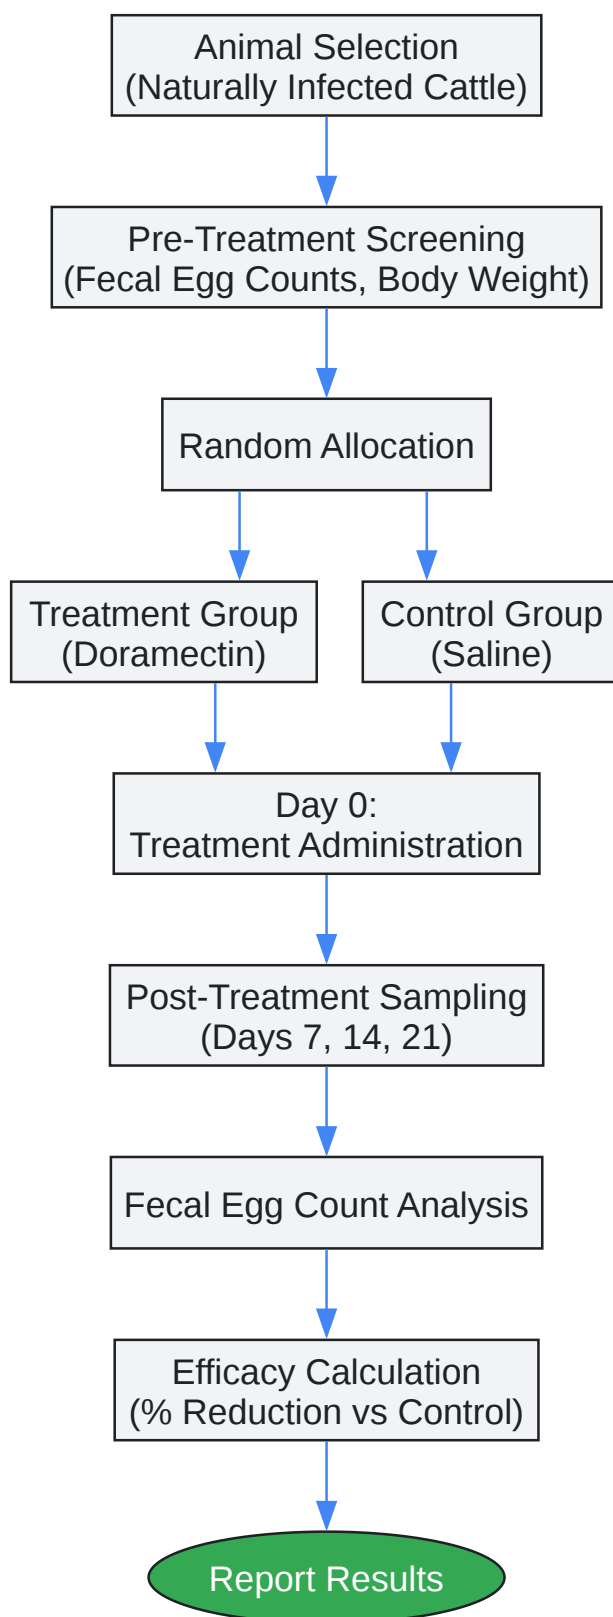 Animal Selection
(Naturally Infected Cattle)
Pre-Treatment Screening
(Fecal Egg Counts, Body Weight)
Random Allocation
Treatment Group
(Doramectin)
Control Group
(Saline)
Day 0:
Treatment Administration
Post-Treatment Sampling
(Days 7, 14, 21)
Fecal Egg Count Analysis
Efficacy Calculation
(% Reduction vs Control)
Report Results